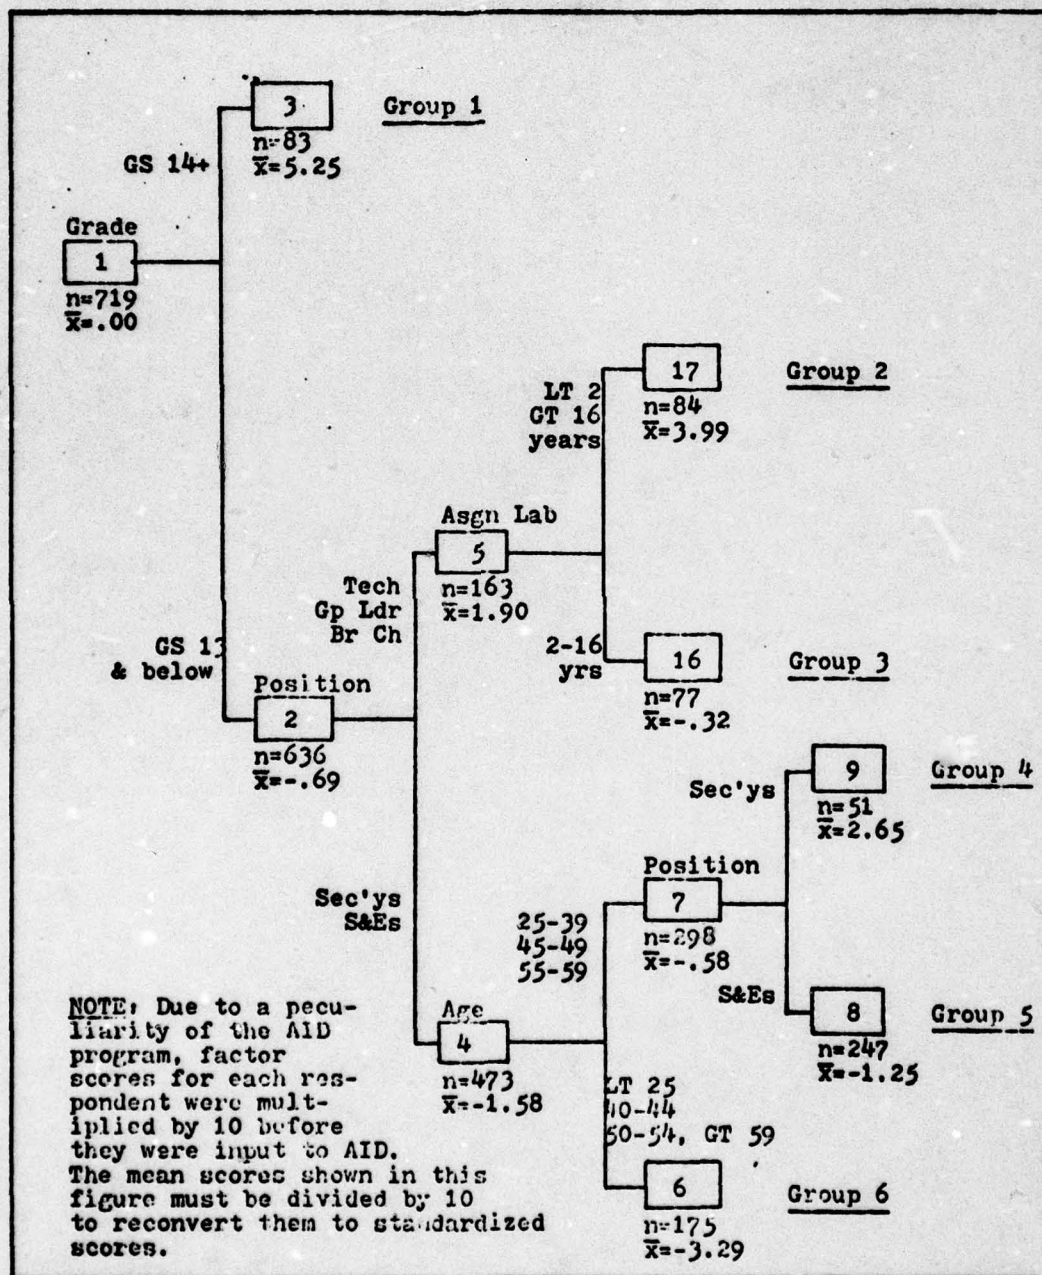 3
Group 1
n=83
x̄=5.25
GS 14+
Grade
1
n=719
x̄=.00
17
Group 2
LT 2
GT 16
years
n=84
x̄=3.99
Asgn Lab
5
n=163
x̄=1.90
Tech
Gp Ldr
Br Ch
GS 13
& below
2-16
yrs
16
Group 3
n=77
x̄=-.32
Position
2
n=636
x̄=-.69
9
Group 4
Sec'ys
n=51
x̄=2.65
Position
7
n=298
x̄=-.58
Sec'ys
S&Es
25-39
45-49
55-59
S&Es
8
Group 5
n=247
x̄=-1.25
Age
4
n=473
x̄=-1.58
LT 25
40-44
50-54, GT 59
6
Group 6
n=175
x̄=-3.29
NOTE: Due to a pecu-
liarity of the AID
program, factor
scores for each res-
pondent were mult-
iplied by 10 before
they were input to AID.
The mean scores shown in this
figure must be divided by 10
to reconvert them to standardized
scores.